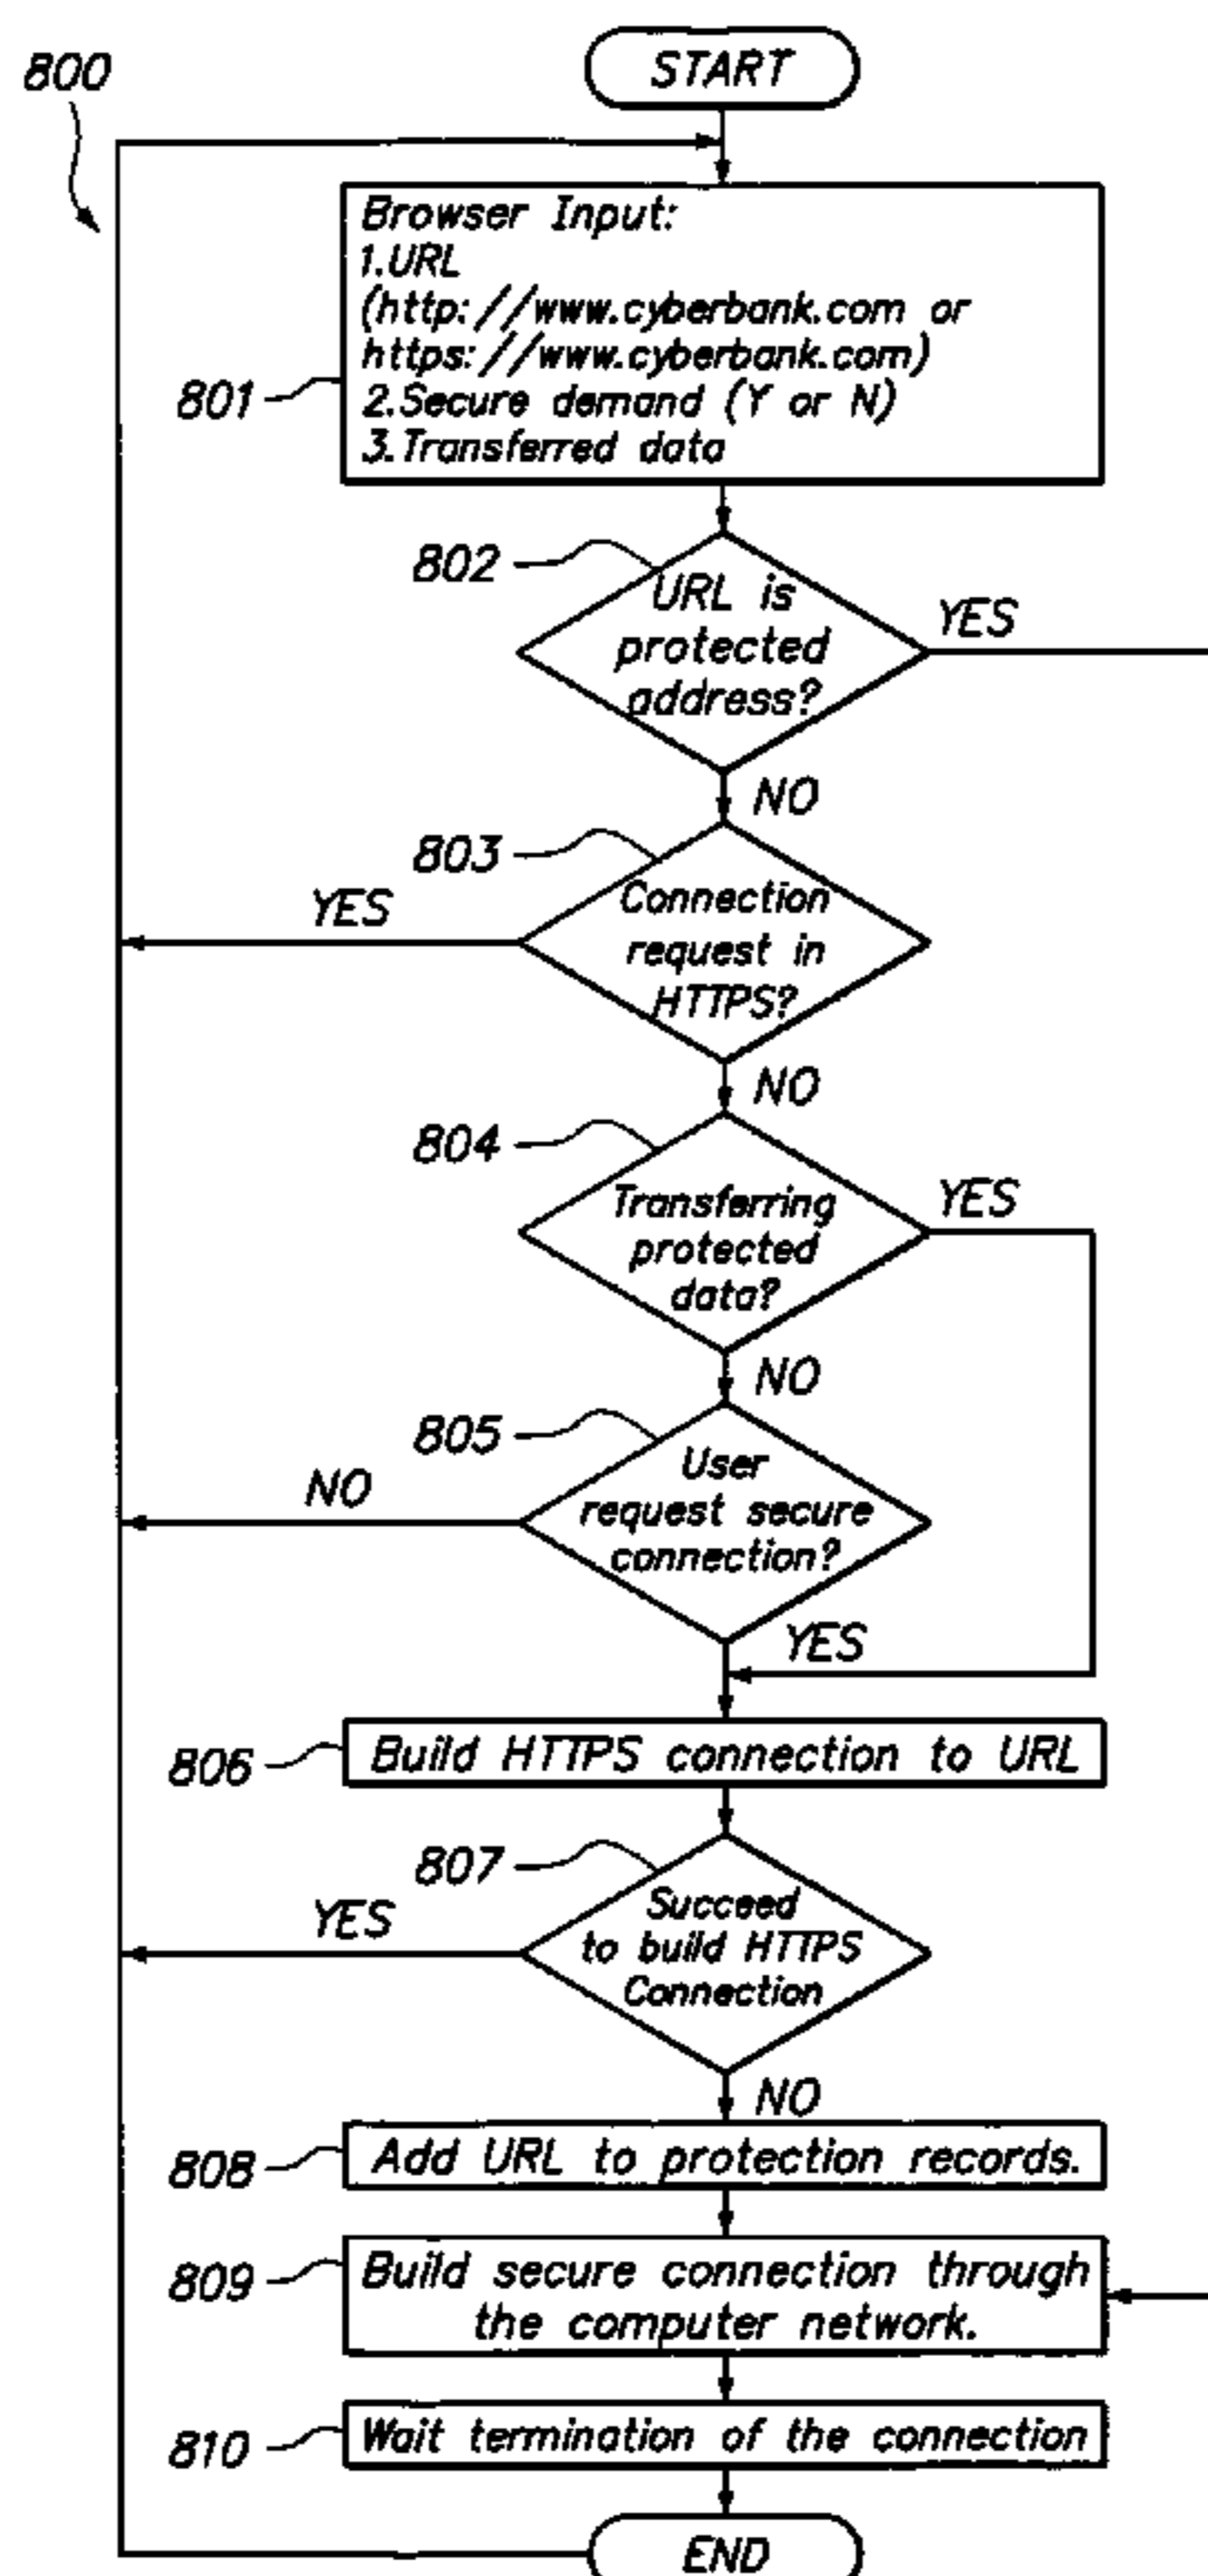 800
START
Browser Input:
1.URL
(http://www.cyberbank.com or
https://www.cyberbank.com)
801
2.Secure demand (Y or N)
3.Transferred data
802
URL is
protected
address?
YES
NO
803
Connection
request in
HTTPS?
YES
NO
804
Transferring
protected
data?
YES
NO
805
User
request secure
connection?
NO
YES
806
Build HTTPS connection to URL
807
Succeed
to build HTTPS
Connection
YES
NO
808
Add URL to protection records.
809
Build secure connection through
the computer network.
810
Wait termination of the connection
END